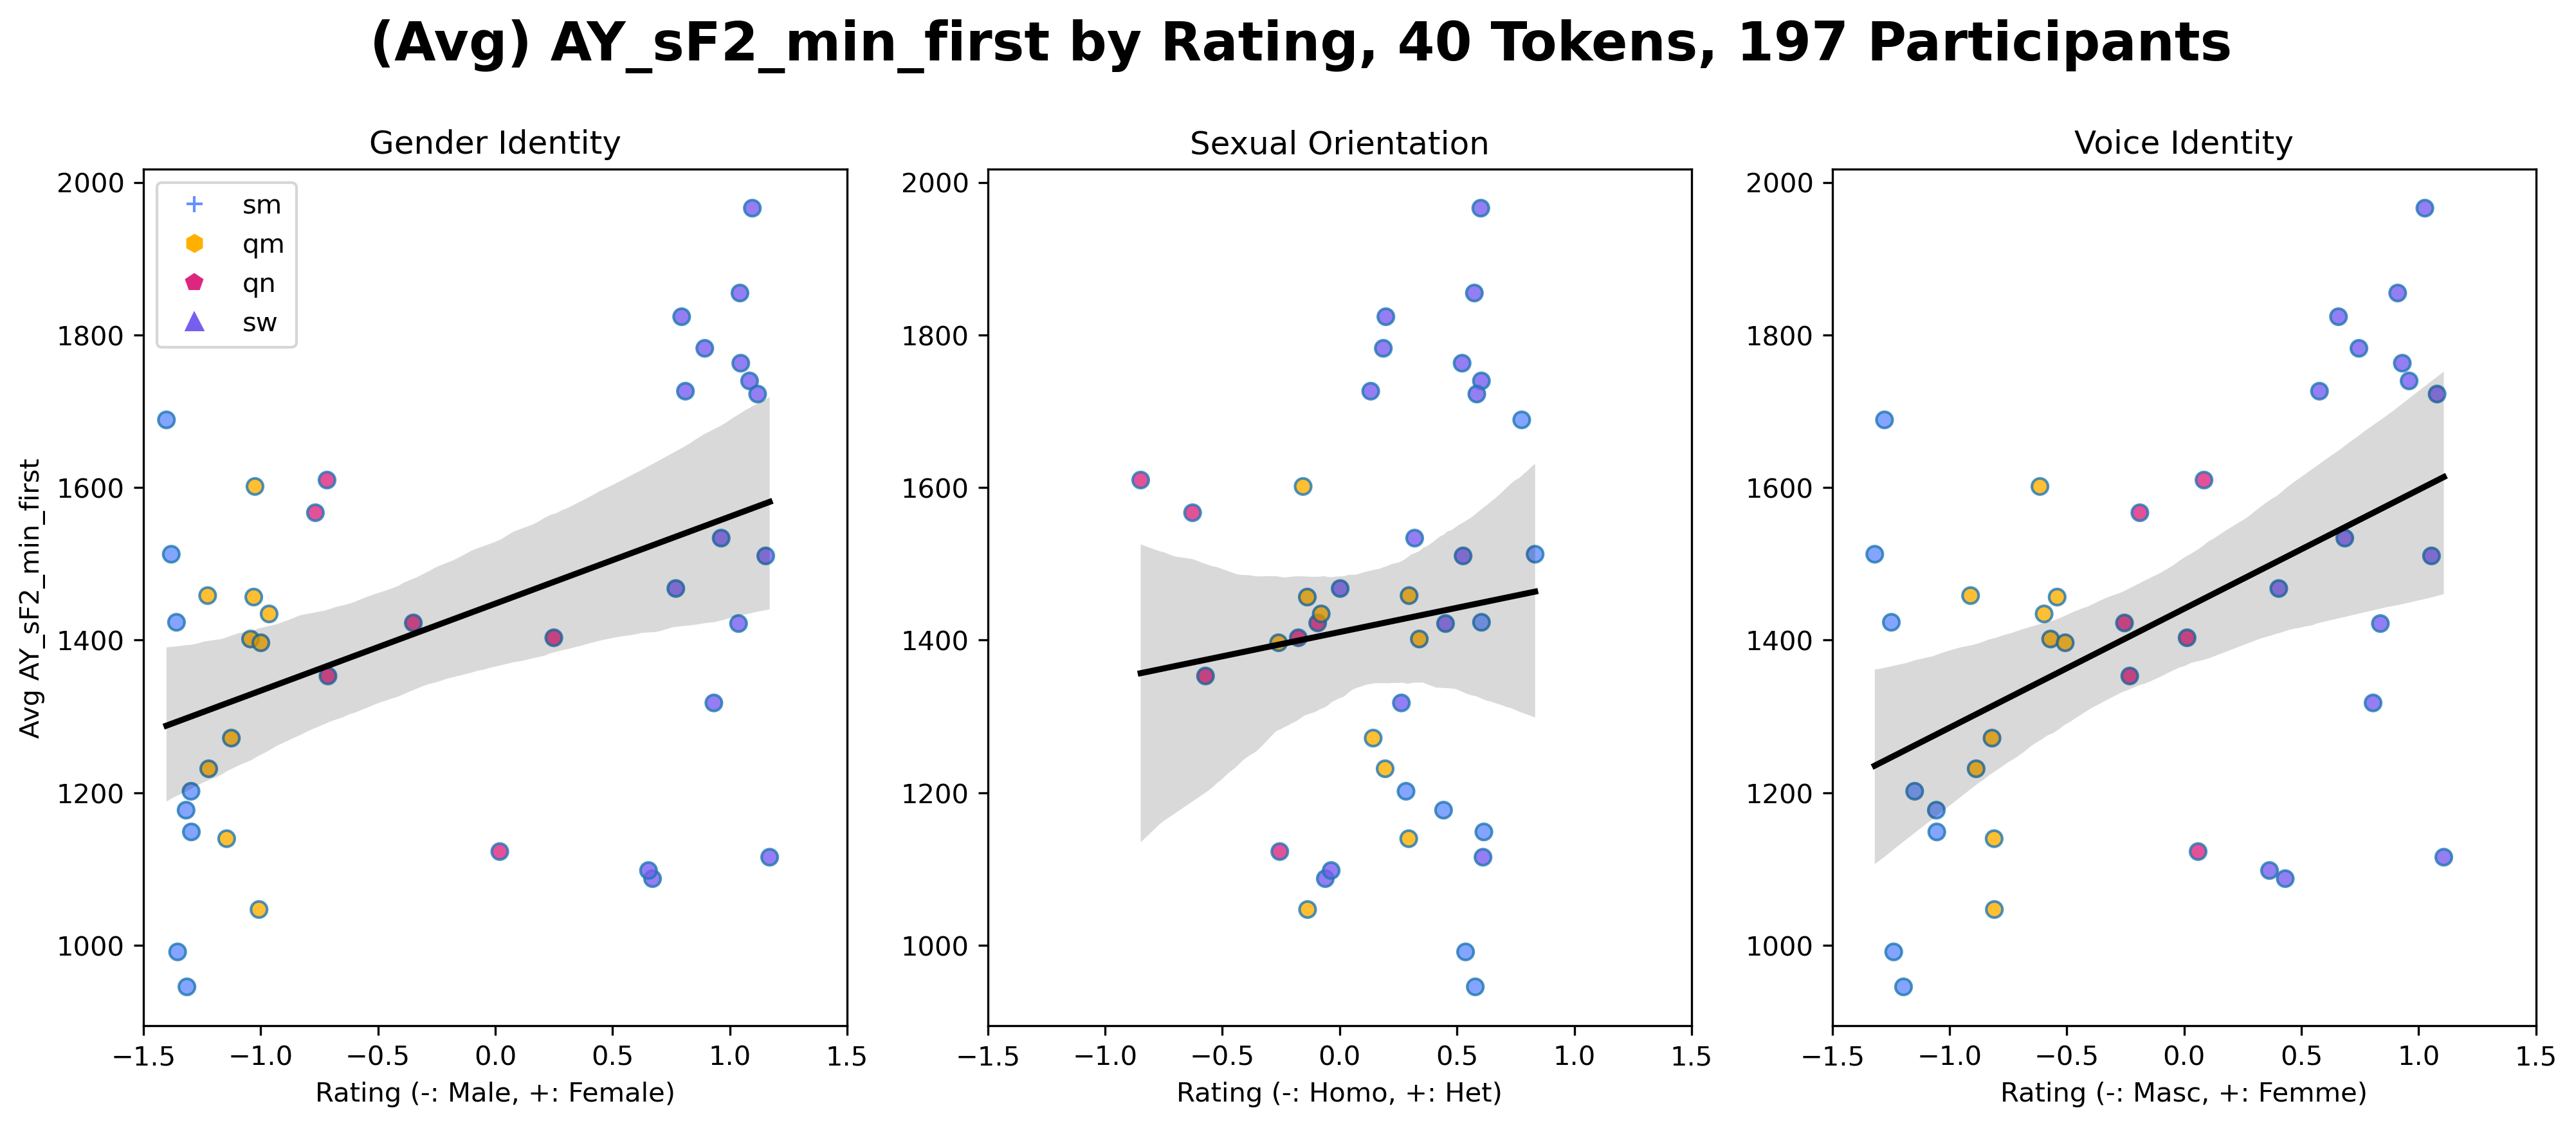 (Avg) AY_sF2_min_first by Rating, 40 Tokens, 197 Participants
Gender Identity
Sexual Orientation
Voice Identity
Avg AY_sF2_min_first
2000
1800
1600
1400
1200
1000
sm
qm
qn
sw
−1.5 −1.0 −0.5 0.0 0.5 1.0 1.5
Rating (-: Male, +: Female)
2000
1800
1600
1400
1200
1000
−1.5 −1.0 −0.5 0.0 0.5 1.0 1.5
Rating (-: Homo, +: Het)
2000
1800
1600
1400
1200
1000
−1.5 −1.0 −0.5 0.0 0.5 1.0 1.5
Rating (-: Masc, +: Femme)